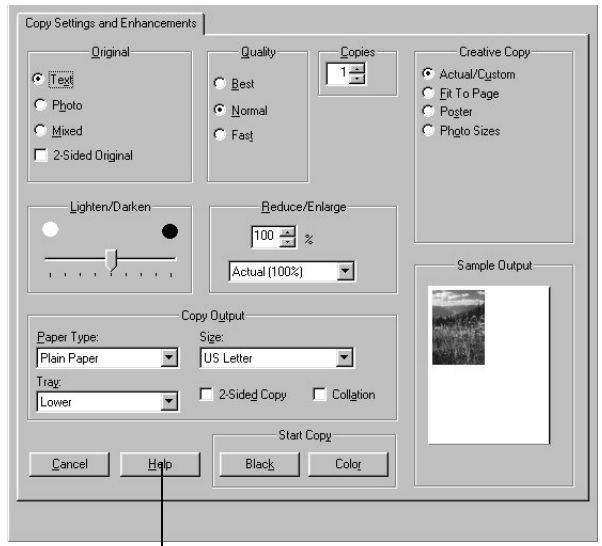 Copy Settings and Enhancements
Original
Text
Photo
Mixed
2-Sided Original
Quality
Best
Normal
Fast
Copies
1
Creative Copy
Actual/Custom
Fit To Page
Poster
Photo Sizes
Lighten/Darken
Reduce/Enlarge
100 %
Actual (100%)
Sample Output
Copy Output
Paper Type:
Plain Paper
Size:
US Letter
Tray:
Lower
2-Sided Copy
Collation
Start Copy
Cancel
Help
Black
Color